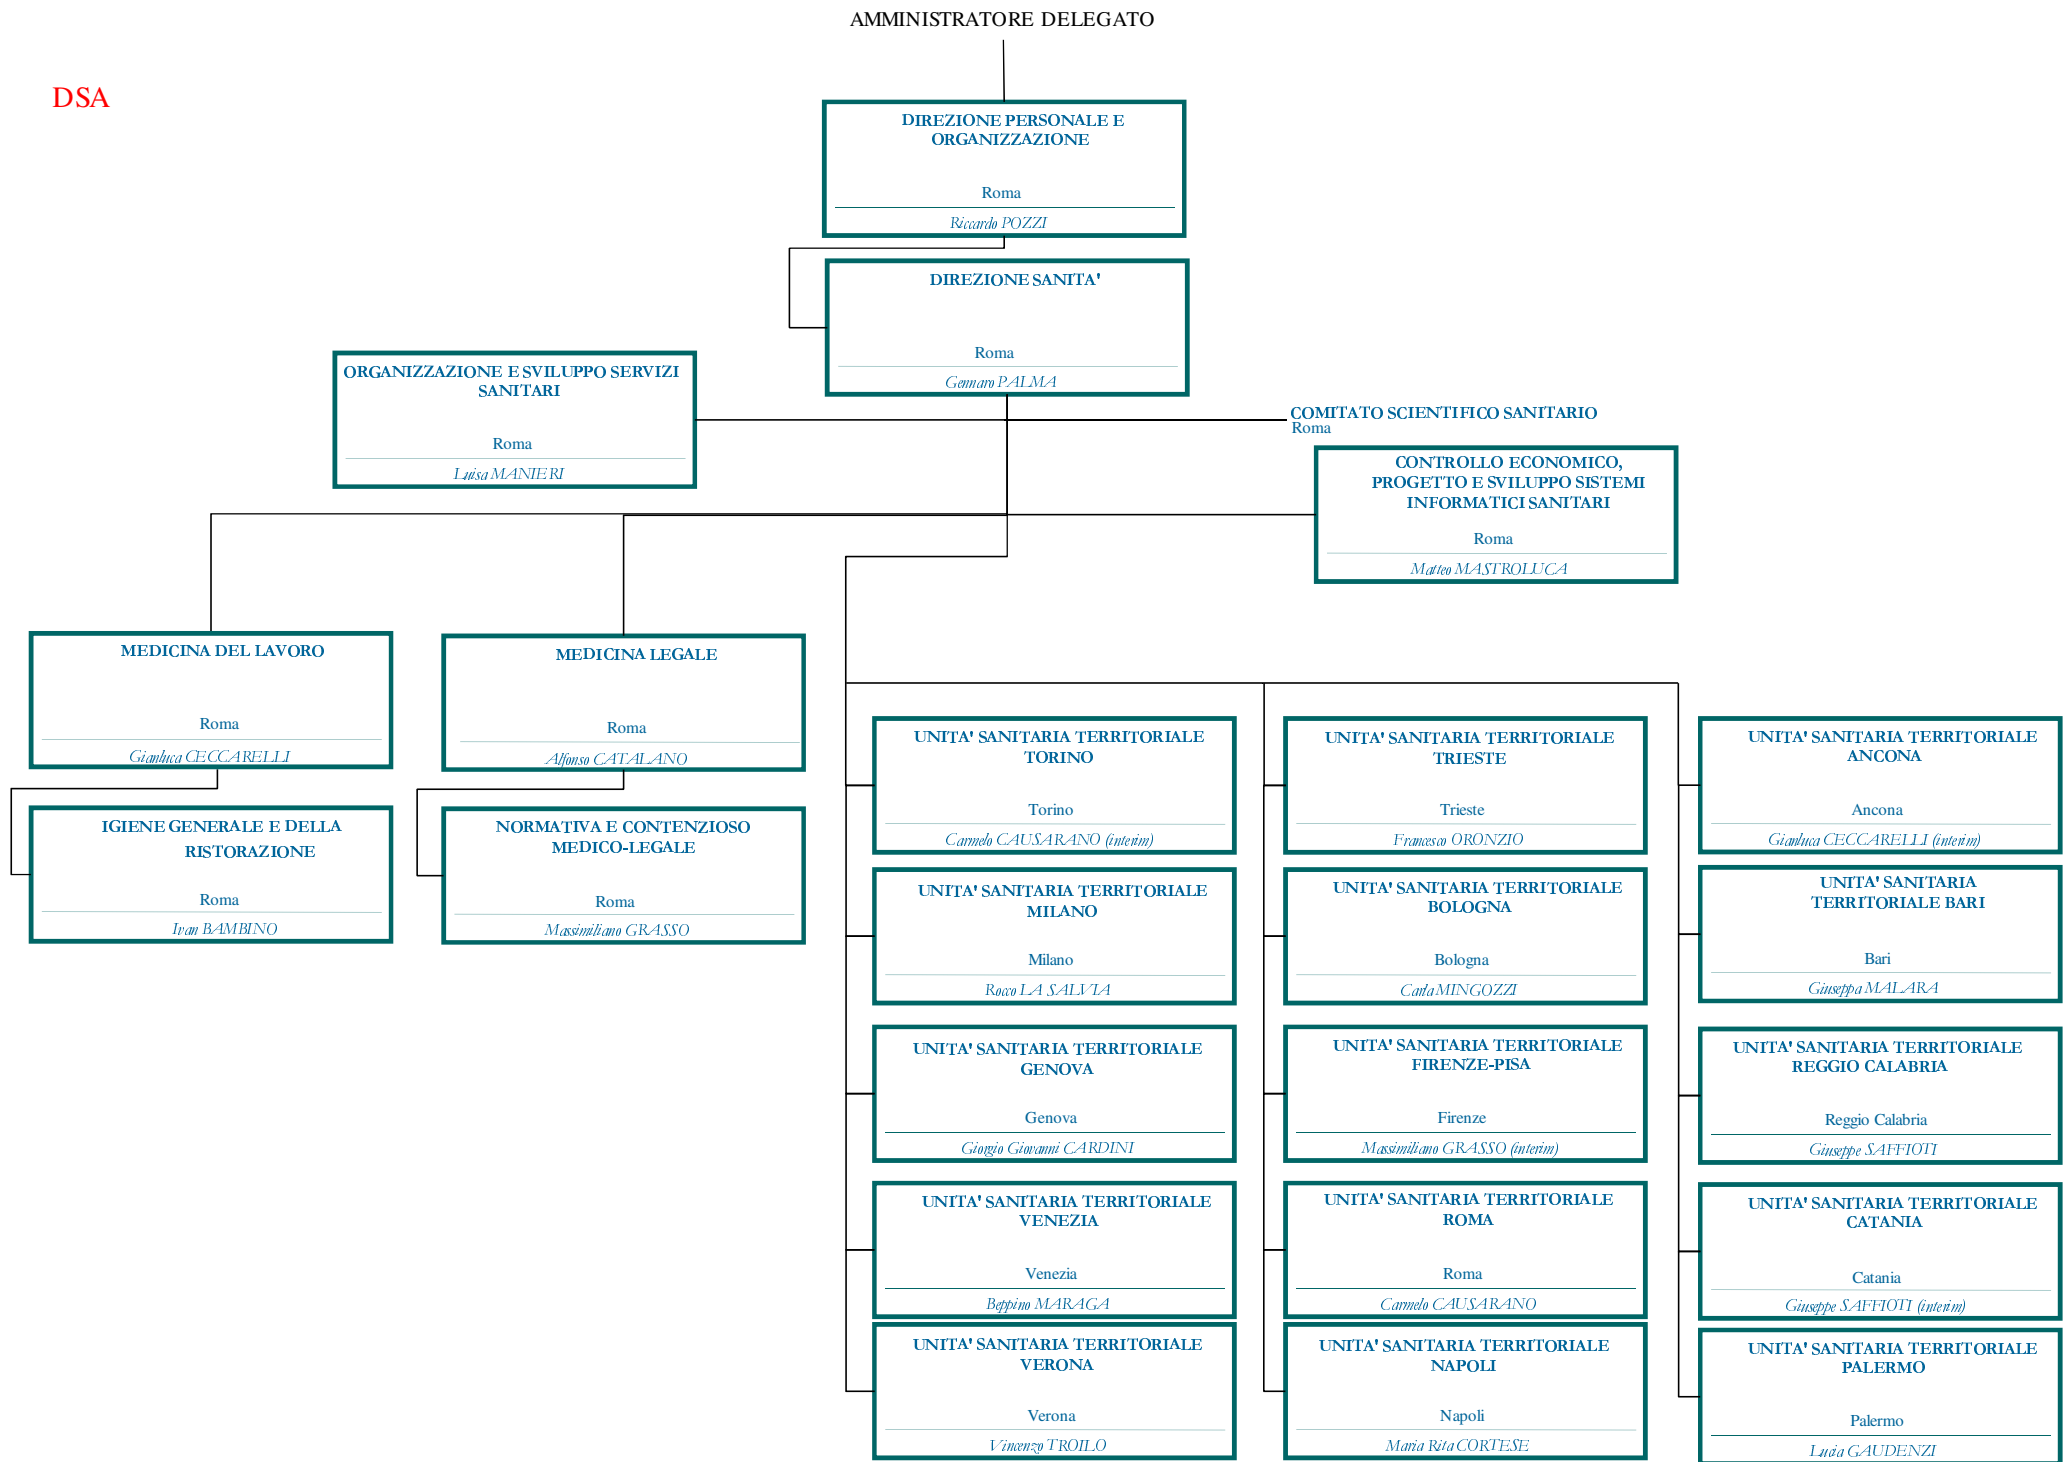 AMMINISTRATORE DELEGATO
DSA
DIREZIONE PERSONALE E
ORGANIZZAZIONE
Roma
Riccardo POZZI
DIREZIONE SANITA'
Roma
Gennaro PALMA
ORGANIZZAZIONE E SVILUPPO SERVIZI
SANITARI
Roma
Luisa MANIERI
COMITATO SCIENTIFICO SANITARIO
Roma
CONTROLLO ECONOMICO,
PROGETTO E SVILUPPO SISTEMI
INFORMATICI SANITARI
Roma
Matteo MASTROLUCA
MEDICINA DEL LAVORO
Roma
Gianluca CECCARELLI
MEDICINA LEGALE
Roma
Alfonso CATALANO
IGIENE GENERALE E DELLA
RISTORAZIONE
Roma
Ivan BAMBINO
NORMATIVA E CONTENZIOSO
MEDICO-LEGALE
Roma
Massimiliano GRASSO
UNITA' SANITARIA TERRITORIALE
TORINO
Torino
Carmelo CAUSARANO (interim)
UNITA' SANITARIA TERRITORIALE
MILANO
Milano
Rocco LA SALVIA
UNITA' SANITARIA TERRITORIALE
GENOVA
Genova
Giorgio Giovanni CARDINI
UNITA' SANITARIA TERRITORIALE
VENEZIA
Venezia
Beppino MARAGA
UNITA' SANITARIA TERRITORIALE
VERONA
Verona
Vincenzo TROILO
UNITA' SANITARIA TERRITORIALE
TRIESTE
Trieste
Francesco ORONZIO
UNITA' SANITARIA TERRITORIALE
BOLOGNA
Bologna
Carla MINGOZZI
UNITA' SANITARIA TERRITORIALE
FIRENZE-PISA
Firenze
Massimiliano GRASSO (interim)
UNITA' SANITARIA TERRITORIALE
ROMA
Roma
Carmelo CAUSARANO
UNITA' SANITARIA TERRITORIALE
NAPOLI
Napoli
Maria Rita CORTESE
UNITA' SANITARIA TERRITORIALE
ANCONA
Ancona
Gianluca CECCARELLI (interim)
UNITA' SANITARIA
TERRITORIALE BARI
Bari
Giuseppa MALARA
UNITA' SANITARIA TERRITORIALE
REGGIO CALABRIA
Reggio Calabria
Giuseppe SAFFIOTI
UNITA' SANITARIA TERRITORIALE
CATANIA
Catania
Giuseppe SAFFIOTI (interim)
UNITA' SANITARIA TERRITORIALE
PALERMO
Palermo
Lucia GAUDENZI